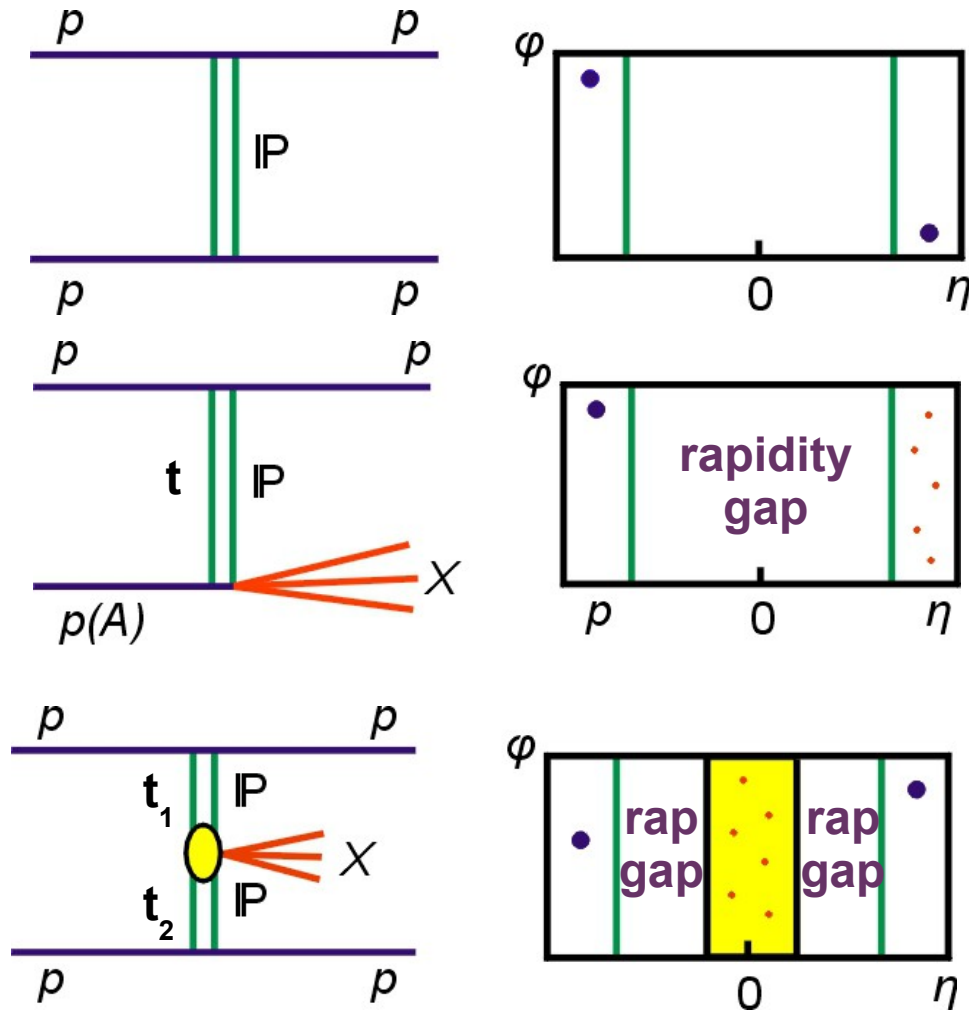 p p
φ
ℙ
0 η
p p
p p
φ
t ℙ
rapidity
gap
X
p(A)
p 0 η
p p
φ
t₁ ℙ
rap rap
gap gap
X
t₂ ℙ
p p
0 η